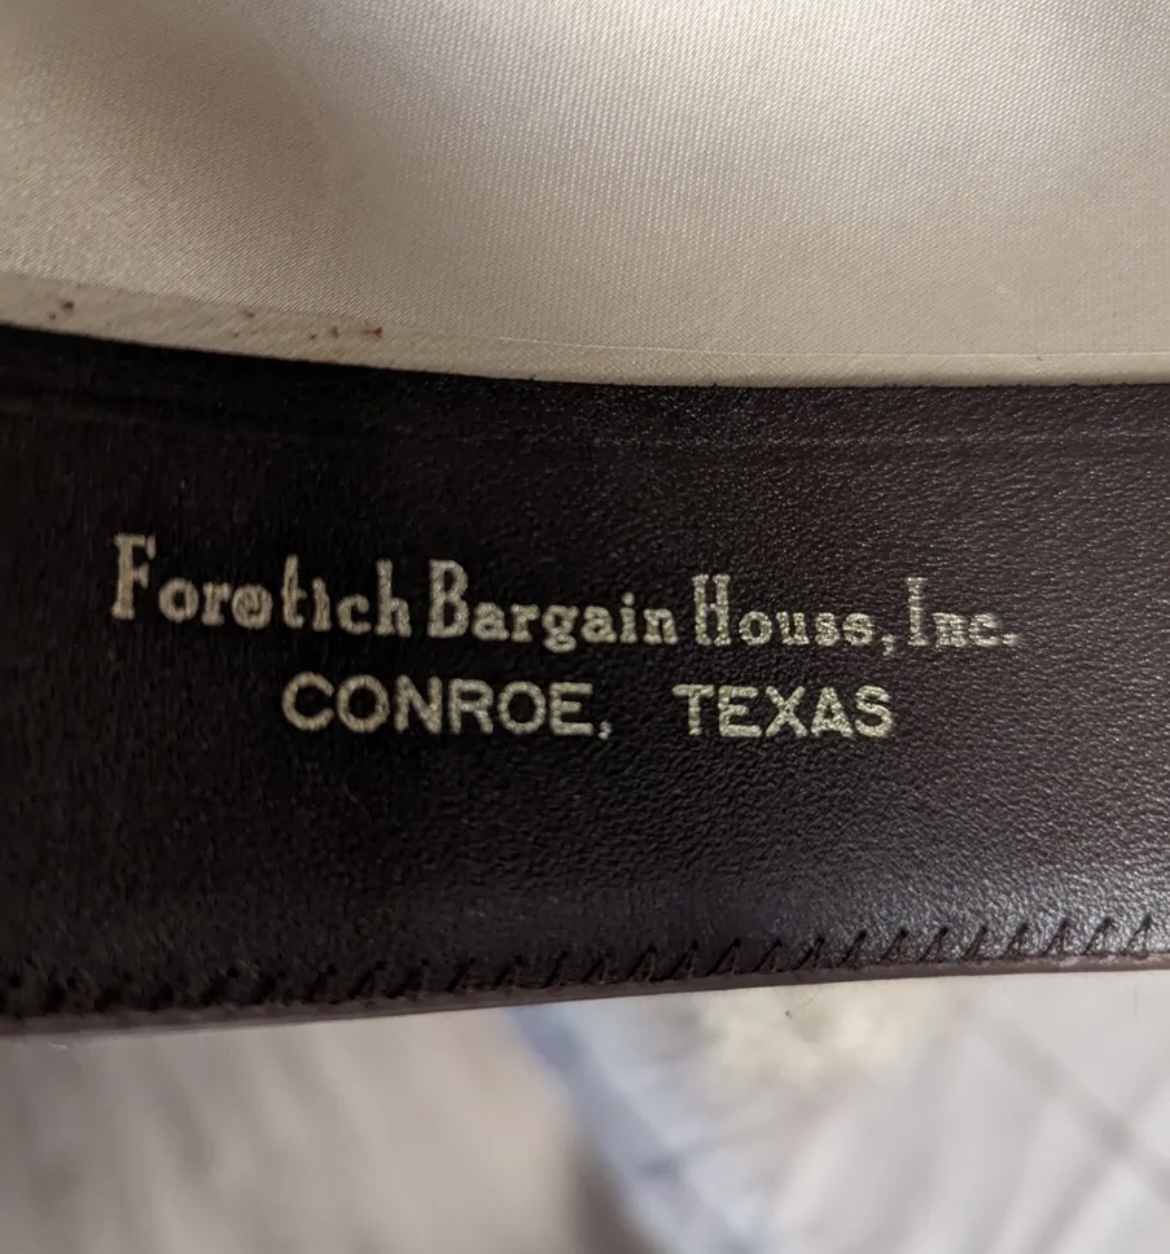 Foretich Bargain House, Inc.
CONROE, TEXAS